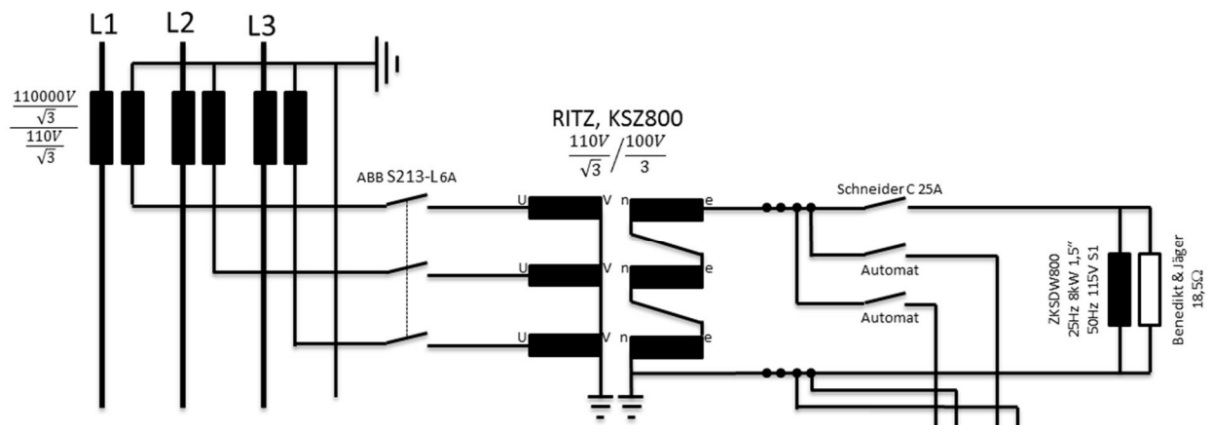 L1 L2 L3
110000V
√3
110V
√3
RITZ, KSZ800
110V / 100V
√3 3
ABB S213-L 6A
Schneider C 25A
U V n e
Automat
U V n e
Automat
U V n e
ZKSDW800
25Hz 8kW 1,5’’
50Hz 115V S1
Benedikt & Jäger
18,5Ω